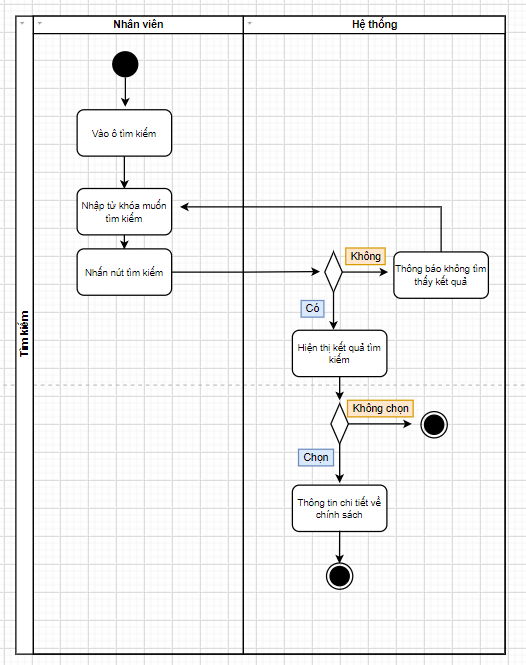 Nhân viên
Hệ thống
Tìm kiếm
Vào ô tìm kiếm
Nhập từ khóa muốn
tìm kiếm
Nhấn nút tìm kiếm
Không
Thông báo không tìm
thấy kết quả
Có
Hiện thị kết quả tìm
kiếm
Không chọn
Chọn
Thông tin chi tiết về
chính sách